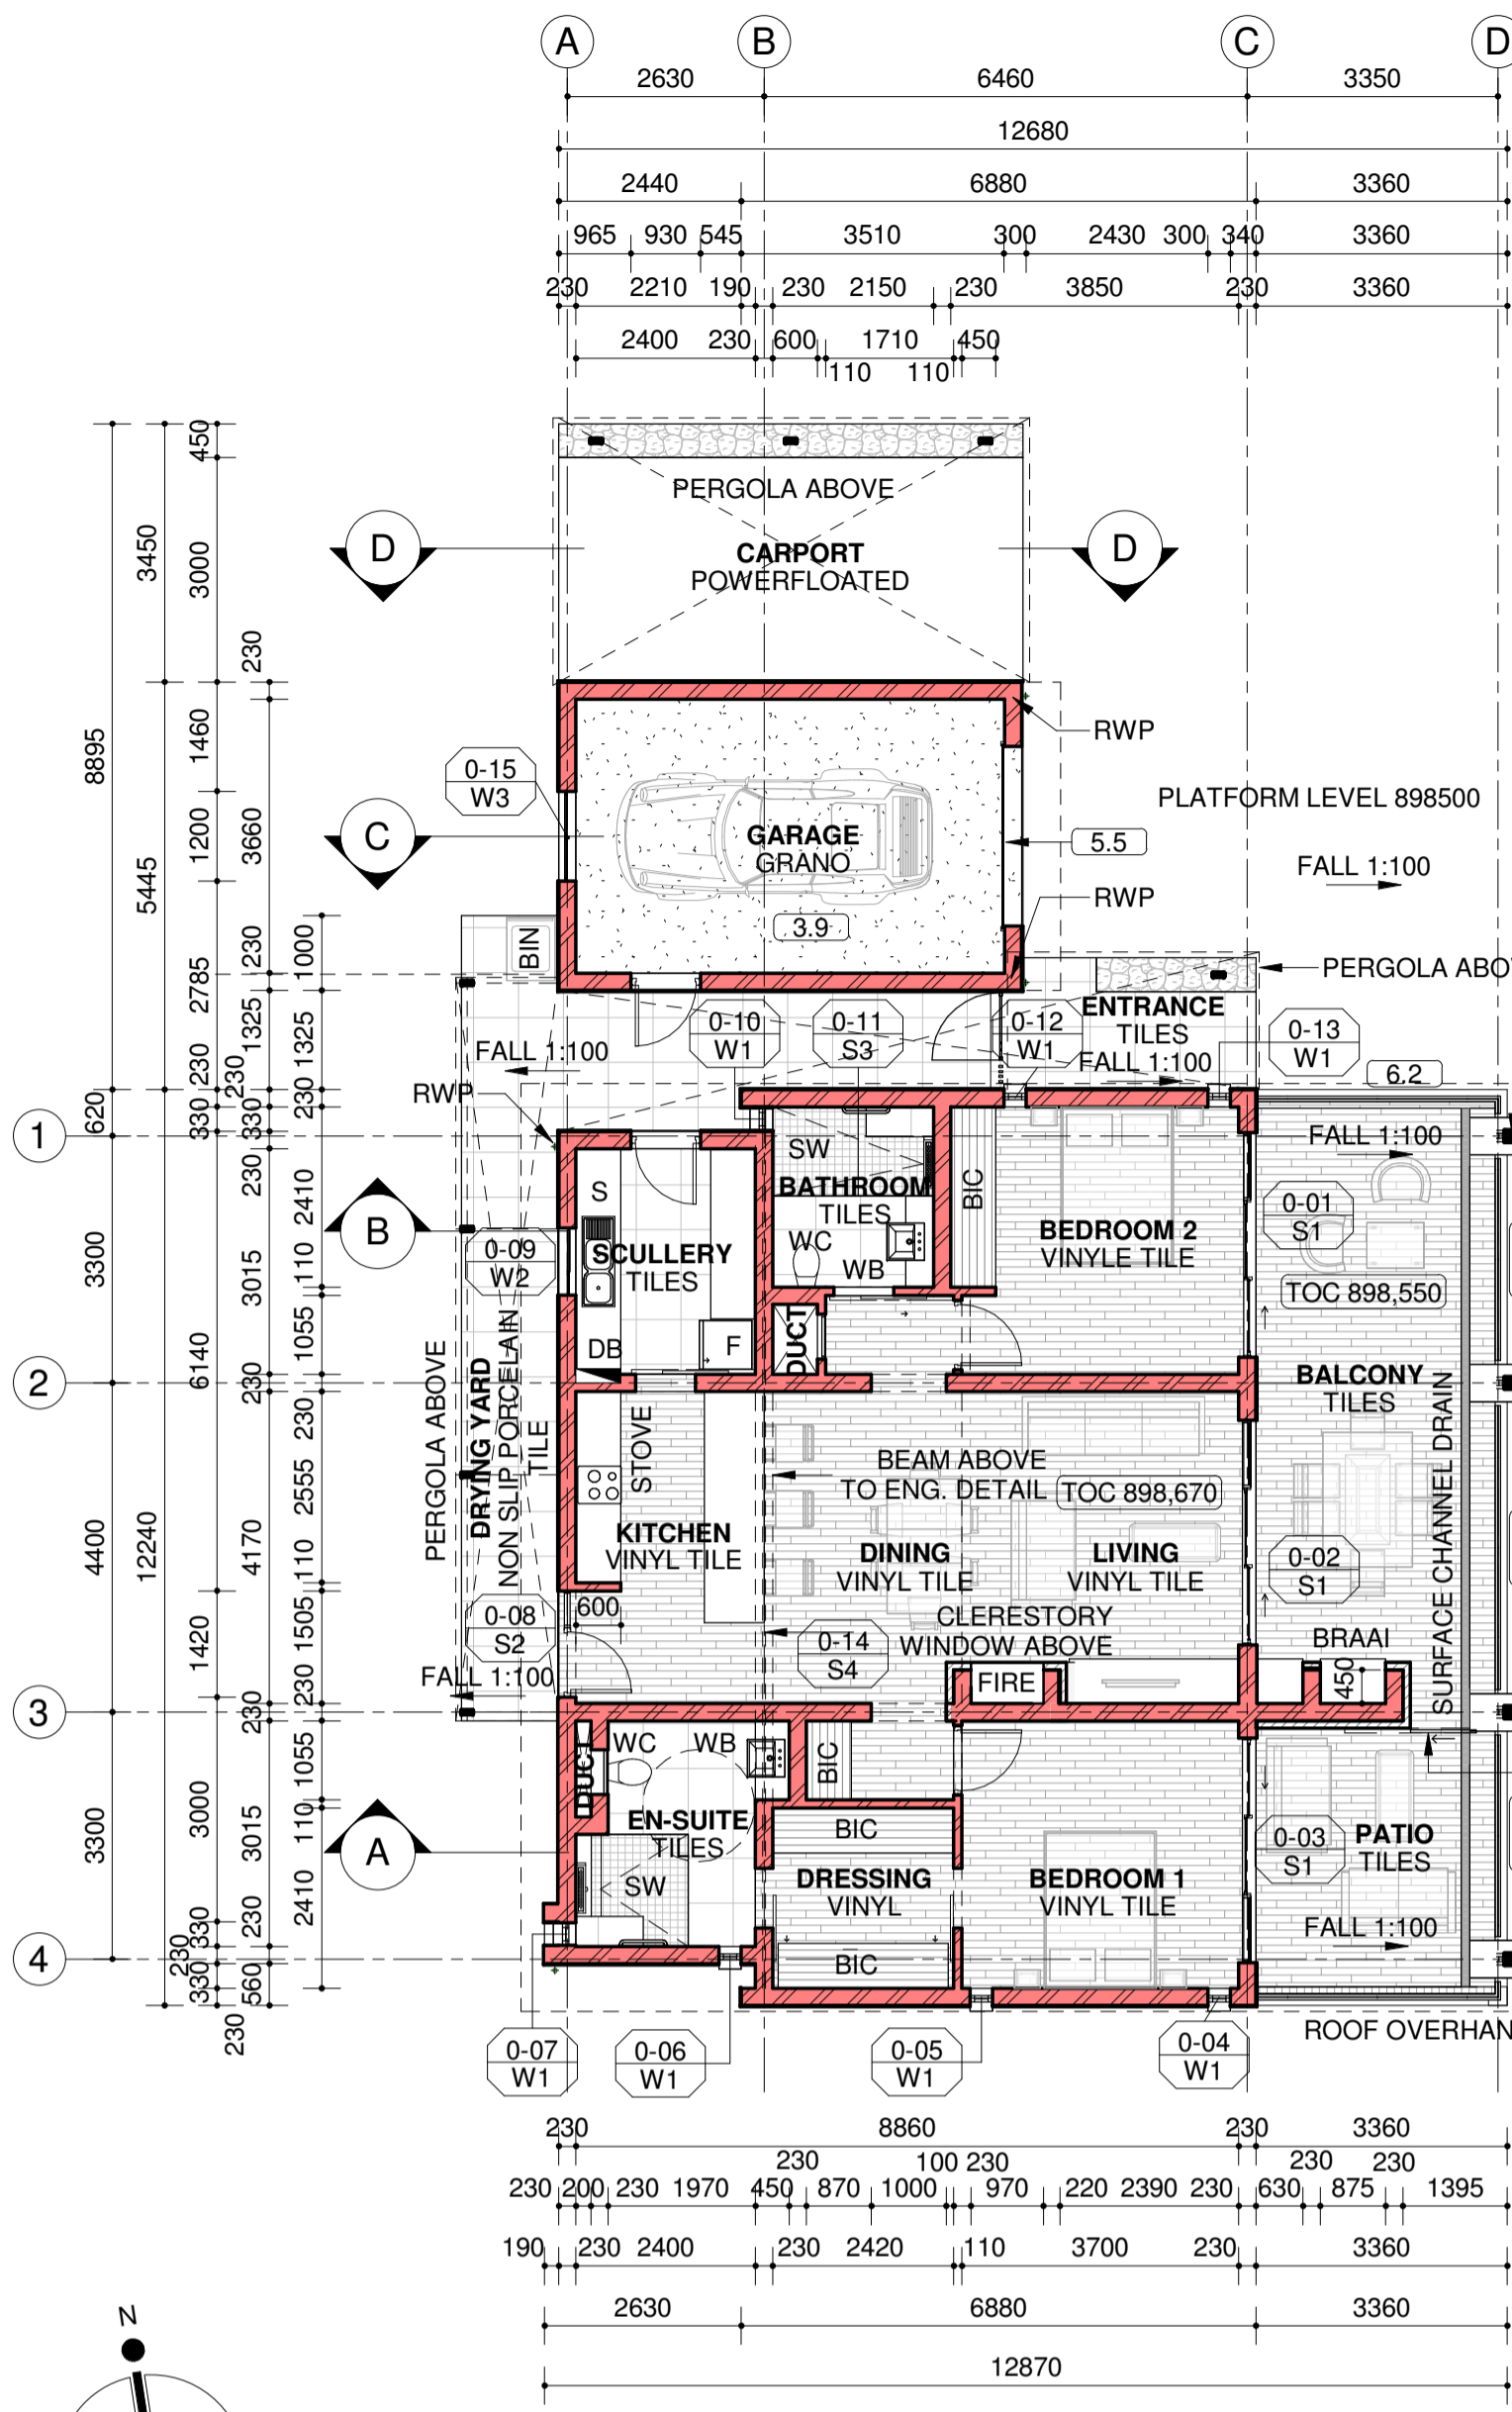 A B C D
2630 6460 3350
12680
2440 6880 3360
965 930 545 3510 300 2430 300 340 3360
230 2210 190 230 2150 230 3850 230 3360
2400 230 600 1710 450
110 110
450
3450
3000
230
8895
1460
5445
1200
3660
230
1000
2785
1325
1325
230
230
230
620
330
330
230
2410
3300
110
3015
1055
6140
230
230
2555
4400
12240
4170
110
1505
1420
230
230
1055
3000
110
3300
3015
2410
230
330
230
330
560
230
PERGOLA ABOVE
D D
CARPORT
POWERFLOATED
RWP
0-15
W3
PLATFORM LEVEL 898500
C
GARAGE
GRANO
5.5
FALL 1:100
RWP
3.9
BIN
PERGOLA ABO
ENTRANCE
TILES
FALL 1:100
0-10
W1
0-11
S3
0-12
W1
0-13
W1
FALL 1:100
6.2
RWP
1
SW
FALL 1:100
S
BATHROOM
TILES
BIC
0-01
S1
B
WC
BEDROOM 2
VINYLE TILE
0-09
W2
SCULLERY
TILES
WB
TOC 898,550
DB
F
DUCT
PERGOLA ABOVE
DRYING YARD
NON SLIP PORCELAIN
TILE
2
BALCONY
TILES
STOVE
BEAM ABOVE
TO ENG. DETAIL
TOC 898,670
SURFACE CHANNEL DRAIN
KITCHEN
VINYL TILE
DINING
VINYL TILE
LIVING
VINYL TILE
0-02
S1
600
0-08
S2
CLERESTORY
WINDOW ABOVE
0-14
S4
BRAAI
FALL 1:100
FIRE
450
3
WC
WB
BIC
DUCT
EN-SUITE
TILES
BIC
0-03
S1
PATIO
TILES
A
SW
DRESSING
VINYL
BEDROOM 1
VINYL TILE
FALL 1:100
4
BIC
ROOF OVERHAN
0-07
W1
0-06
W1
0-05
W1
0-04
W1
230 8860 230 3360
230 100 230 230 230
230 200 230 1970 450 870 1000 970 220 2390 230 630 875 1395
190 230 2400 230 2420 110 3700 230 3360
2630 6880 3360
12870
N